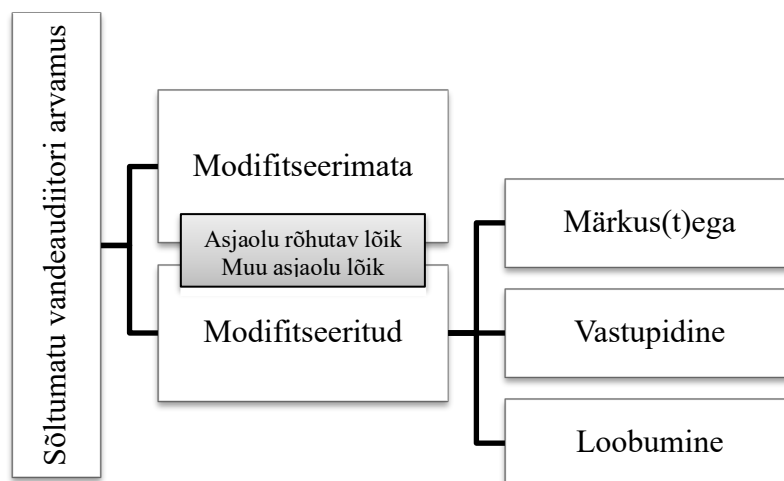 Sõltumatu vandeaudiitori arvamus
Modifitseerimata
Asjaolu rõhutav lõik
Muu asjaolu lõik
Modifitseeritud
Märkus(t)ega
Vastupidine
Loobumine